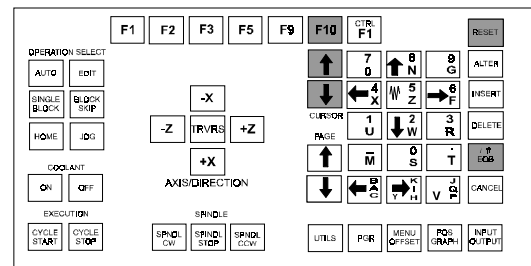 F1 F2 F3 F5 F9 F10 CTRL F1 RESET
OPERATION SELECT
AUTO EDIT
7 O 8 N 9 G ALTER
SINGLE BLOCK BLOCK SKIP
-X
4 X 5 Z 6 F INSERT
HOME JOG
-Z TRVRS +Z
CURSOR
1 U 2 W 3 R DELETE
PAGE
+X
- M 0 S . T / EOB
COOLANT
AXIS/DIRECTION
ON OFF
B A C K I H Y J Q P V CANCEL
EXECUTION
SPINDLE
CYCLE START CYCLE STOP SPNDL CW SPINDL STOP SPNDL CCW UTILS PGR MENU OFFSET POS GRAPH INPUT OUTPUT